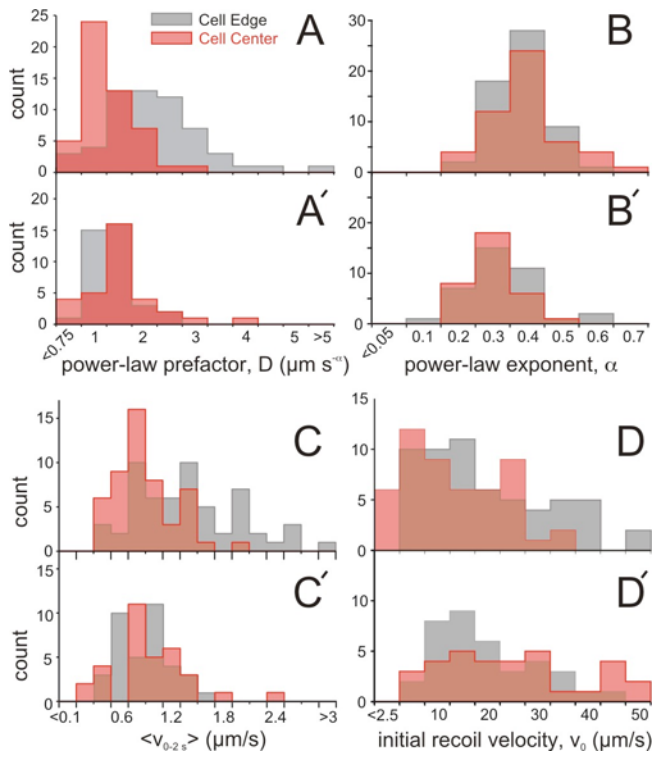 Cell Edge
Cell Center
A
B
count
25
20
15
10
5
0
30
20
10
0
A′
B′
count
20
15
10
5
0
30
20
10
0
<0.75 1 2 3 4 5 >5
<0.05 0.1 0.2 0.3 0.4 0.5 0.6 0.7
power-law prefactor, D (μm s⁻ᵅ)
power-law exponent, α
C
D
count
15
10
5
0
15
10
5
0
C′
D′
count
15
10
5
0
15
10
5
0
<0.1 0.6 1.2 1.8 2.4 >3
<2.5 10 20 30 40 50
<v₀₋₂ ₛ> (μm/s)
initial recoil velocity, v₀ (μm/s)